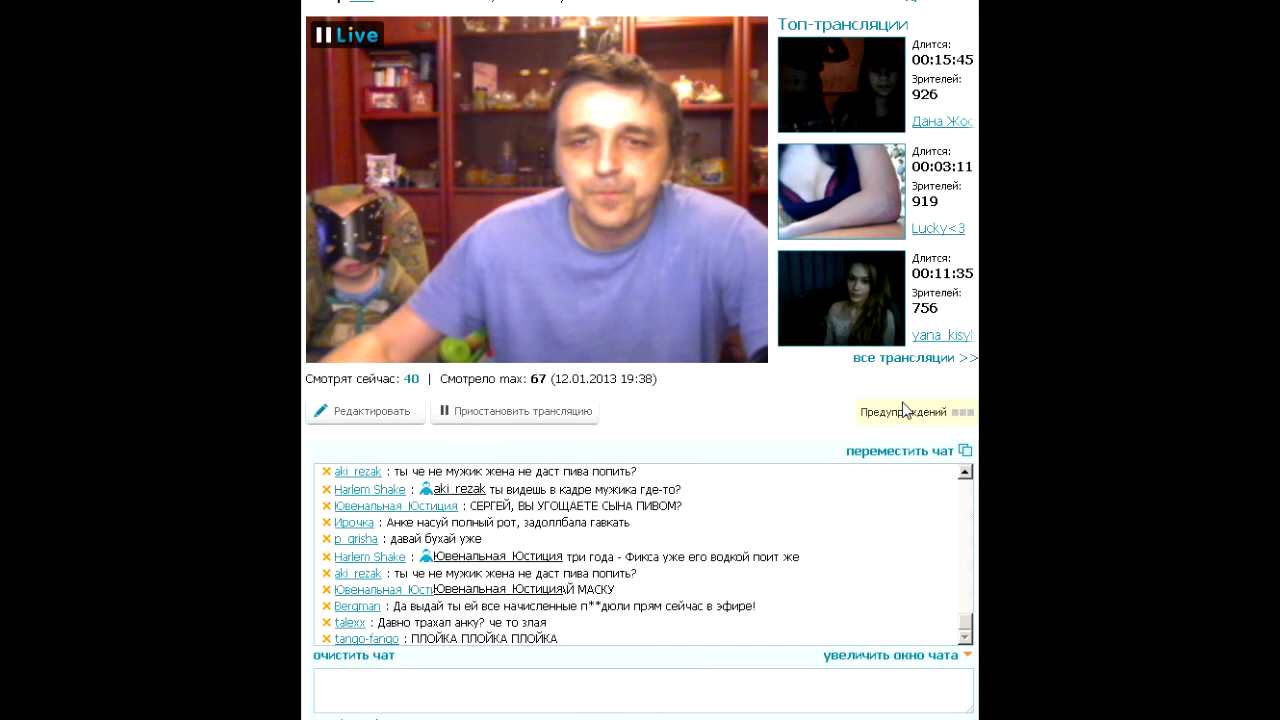 Live
Топ-трансляции
Длится:
00:15:45
Зрителей:
926
Дана Жо
Длится:
00:03:11
Зрителей:
919
Lucky<3
Длится:
00:11:35
Зрителей:
756
yana_kisyl
все трансляции >>
Смотрят сейчас: 40 | Смотрело max: 67 (12.01.2013 19:38)
Редактировать
Приостановить трансляцию
Предупреждений
переместить чат
aki_rezak : ты че не мужик жена не даст пива попить?
Harlem Shake : aki_rezak ты видешь в кадре мужика где-то?
Ювенальная_Юстиция : СЕРГЕЙ, ВЫ УГОЩАЕТЕ СЫНА ПИВОМ?
Ирочка : Анке насуй полный рот, задоллбала гавкать
p_grisha : давай бухай уже
Harlem Shake : Ювенальная_Юстиция три года - Фикса уже его водкой поит же
aki_rezak : ты че не мужик жена не даст пива попить?
Ювенальная_Юсти Ювенальная_Юстиция Й МАСКУ
Bergman : Да выдай ты ей все начисленные п**дюли прям сейчас в эфире!
talexx : Давно трахал анку? че то злая
tango-fango : ПЛОЙКА ПЛОЙКА ПЛОЙКА
очистить чат
увеличить окно чата